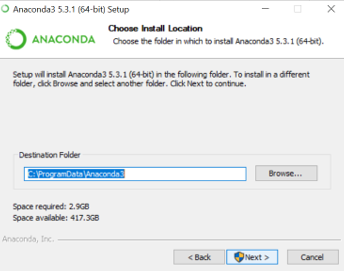 Anaconda3 5.3.1 (64-bit) Setup
ANACONDA
Choose Install Location
Choose the folder in which to install Anaconda3 5.3.1 (64-bit).
Setup will install Anaconda3 5.3.1 (64-bit) in the following folder. To install in a different
folder, click Browse and select another folder. Click Next to continue.
Destination Folder
C:\ProgramData\Anaconda3
Browse...
Space required: 2.9GB
Space available: 417.3GB
Anaconda, Inc.
< Back
Next >
Cancel